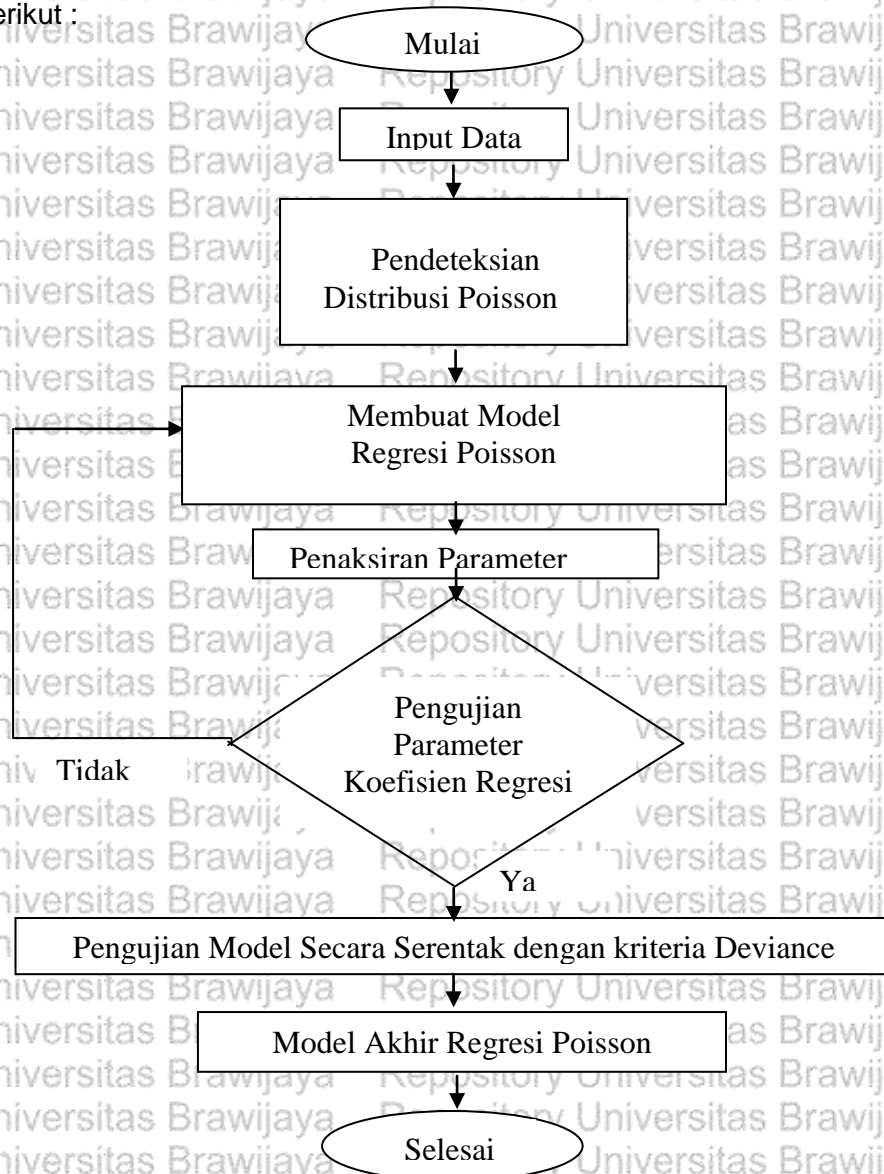 erikut :
Mulai
Input Data
Pendeteksian
Distribusi Poisson
Membuat Model
Regresi Poisson
Penaksiran Parameter
Pengujian
Parameter
Koefisien Regresi
Tidak
Ya
Pengujian Model Secara Serentak dengan kriteria Deviance
Model Akhir Regresi Poisson
Selesai